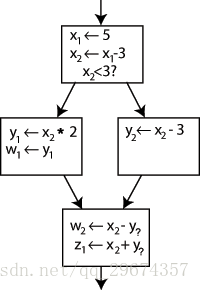 x₁ ← 5
x₂ ← x₁-3
x₂<3?
y₁ ← x₂ * 2
w₁ ← y₁
y₂ ← x₂ - 3
w₂ ← x₂ - y?
z₁ ← x₂ + y?
sdn.net/qq_29674357